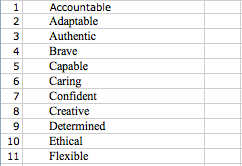 1 Accountable
2 Adaptable
3 Authentic
4 Brave
5 Capable
6 Caring
7 Confident
8 Creative
9 Determined
10 Ethical
11 Flexible